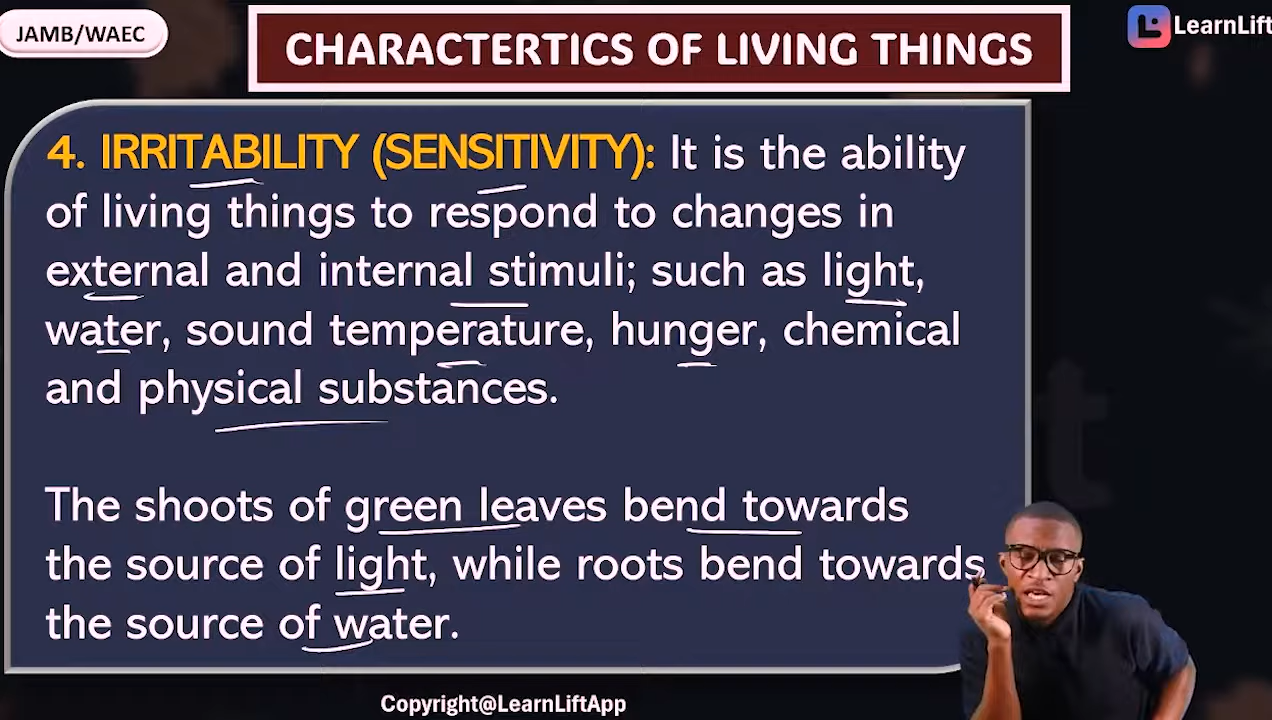 JAMB/WAEC
CHARACTERTICS OF LIVING THINGS
LearnLift
4. IRRITABILITY (SENSITIVITY): It is the ability
of living things to respond to changes in
external and internal stimuli; such as light,
water, sound temperature, hunger, chemical
and physical substances.
The shoots of green leaves bend towards
the source of light, while roots bend towards
the source of water.
Copyright@LearnLiftApp